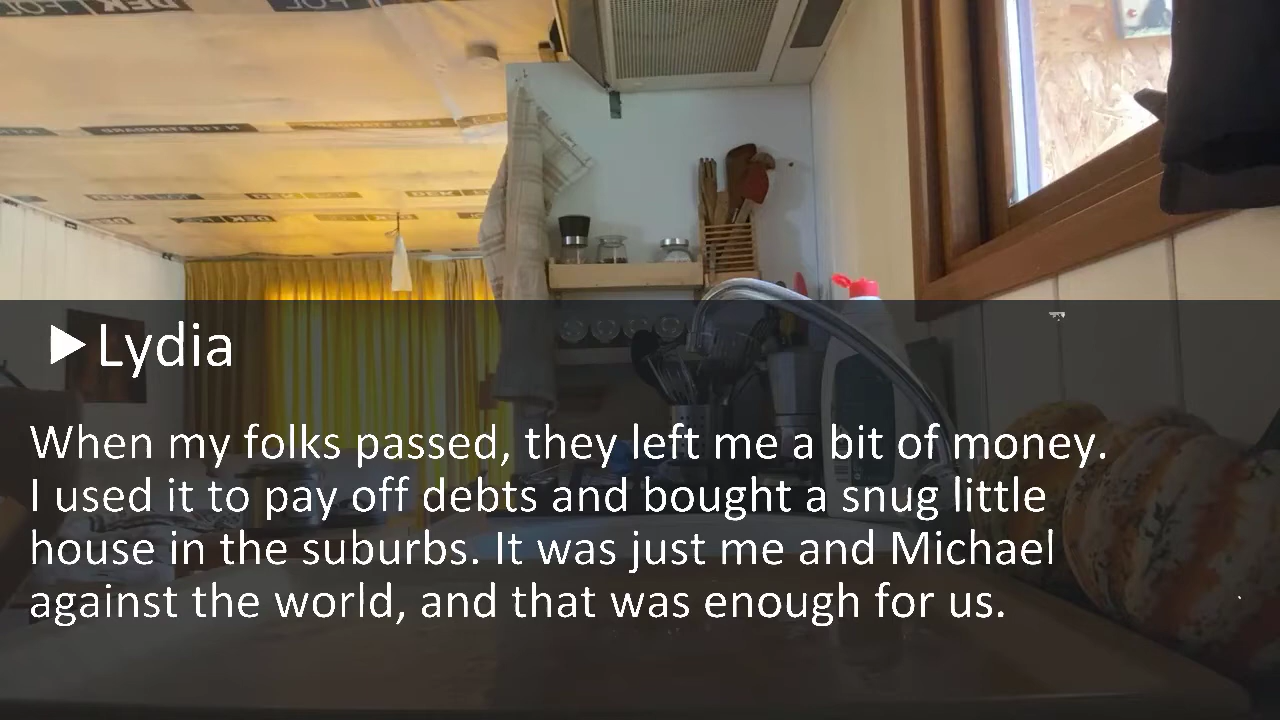 DEK
FOL
▶Lydia
When my folks passed, they left me a bit of money.
I used it to pay off debts and bought a snug little
house in the suburbs. It was just me and Michael
against the world, and that was enough for us.